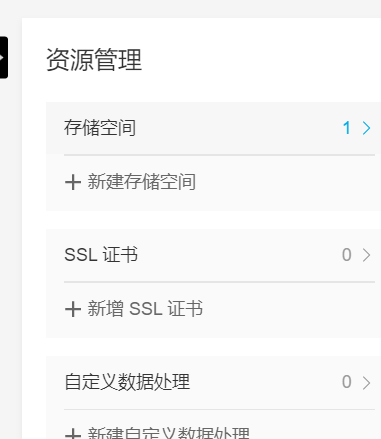 资源管理
存储空间 1
新建存储空间
SSL 证书 0
新增 SSL 证书
自定义数据处理 0
新建自定义数据处理